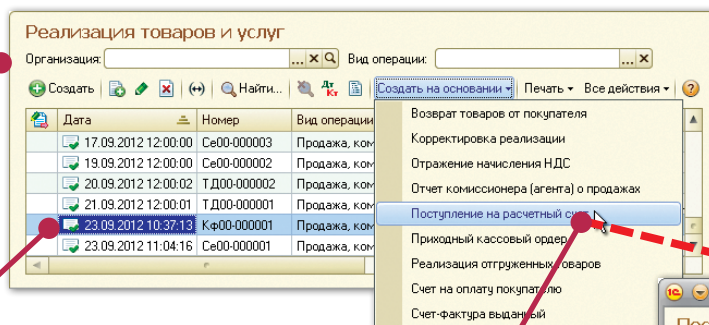 Реализация товаров и услуг
Организация: ... Вид операции: ...
Создать Найти... Дт Кт Создать на основании Печать Все действия ?
Дата Номер Вид операции
17.09.2012 12:00:00 Се00-000003 Продажа, ком
19.09.2012 12:00:00 Се00-000002 Продажа, ком
20.09.2012 12:00:02 ТД00-000002 Продажа, ком
21.09.2012 12:00:01 ТД00-000001 Продажа, ком
23.09.2012 10:37:13 Кф00-000001 Продажа, ком
23.09.2012 11:04:16 Се00-000001 Продажа, ком
Возврат товаров от покупателя
Корректировка реализации
Отражение начисления НДС
Отчет комиссионера (агента) о продажах
Поступление на расчетный счет
Приходный кассовый ордер
Реализация отгруженных товаров
Счет на оплату покупателю
Счет-фактура выданный
1С